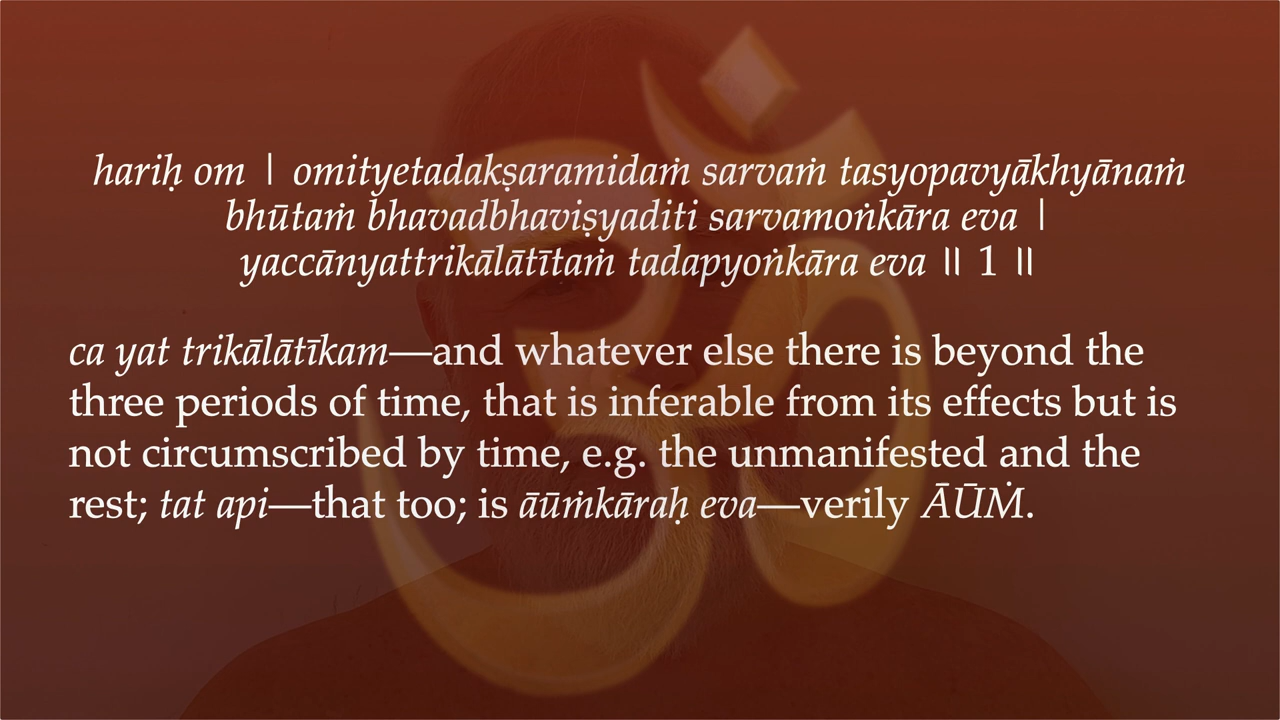 hariḥ om | omityetadakṣaramidaṁ sarvaṁ tasyopavyākhyānaṁ
bhūtaṁ bhavadbhaviṣyaditi sarvamoṅkāra eva |
yaccānyattrikālātītaṁ tadapyoṅkāra eva || 1 ||
ca yat trikālātīkam—and whatever else there is beyond the
three periods of time, that is inferable from its effects but is
not circumscribed by time, e.g. the unmanifested and the
rest; tat api—that too; is āūṁkāraḥ eva—verily ĀŪṀ.